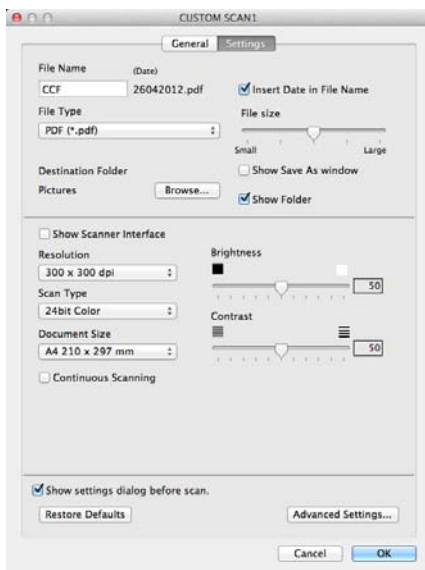 CUSTOM SCAN1
General Settings
File Name (Date)
CCF 26042012.pdf Insert Date in File Name
File Type File size
PDF (*.pdf)
Small Large
Destination Folder Show Save As window
Pictures Browse... Show Folder
Show Scanner Interface
Resolution Brightness
300 x 300 dpi 50
Scan Type
24bit Color Contrast
Document Size
A4 210 x 297 mm 50
Continuous Scanning
Show settings dialog before scan.
Restore Defaults Advanced Settings...
Cancel OK